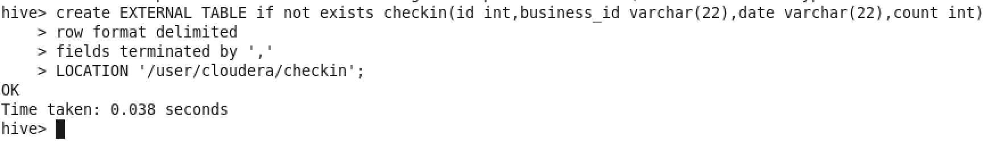 hive> create EXTERNAL TABLE if not exists checkin(id int,business_id varchar(22),date varchar(22),count int)
    > row format delimited
    > fields terminated by ','
    > LOCATION '/user/cloudera/checkin';
OK
Time taken: 0.038 seconds
hive>